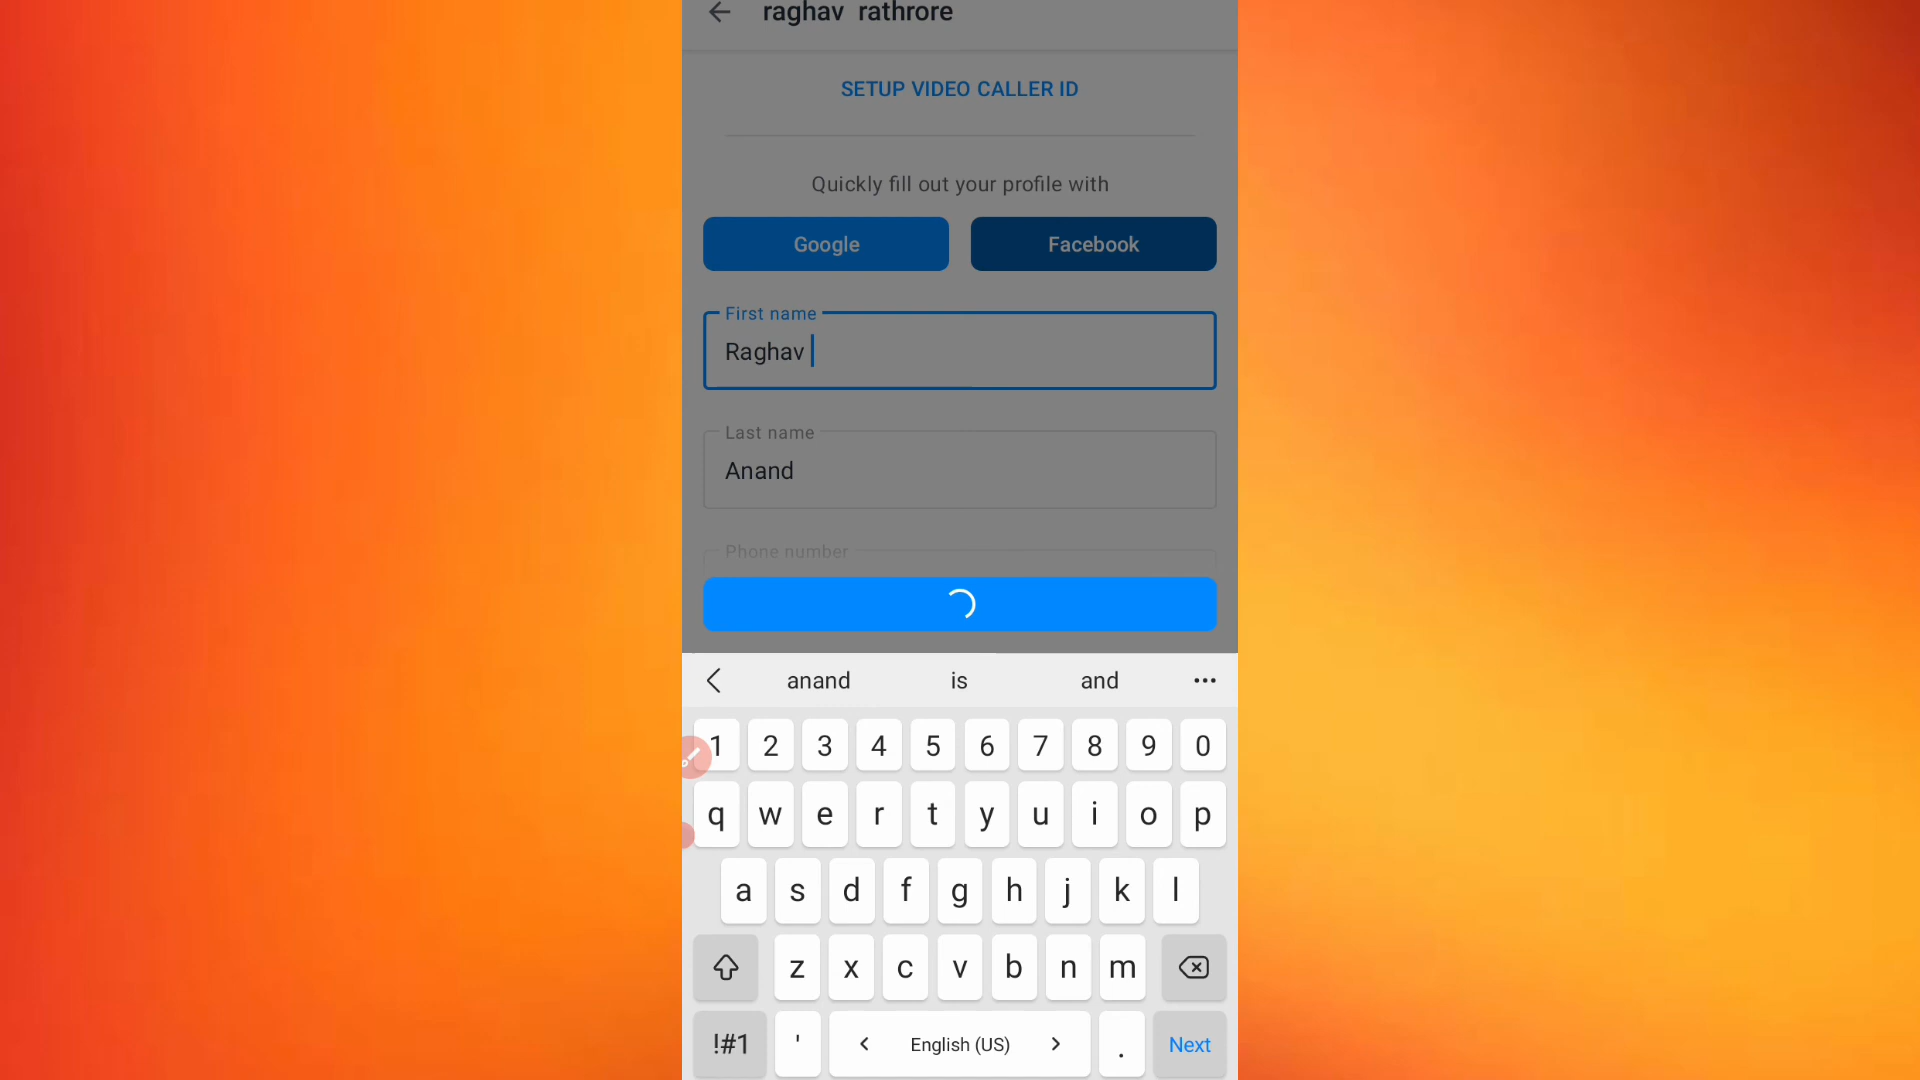 raghav rathrore
SETUP VIDEO CALLER ID
Quickly fill out your profile with
Google Facebook
First name
Raghav
Last name
Anand
Phone number
anand is and
1 2 3 4 5 6 7 8 9 0
q w e r t y u i o p
a s d f g h j k l
z x c v b n m
!#1 ' English (US) . Next